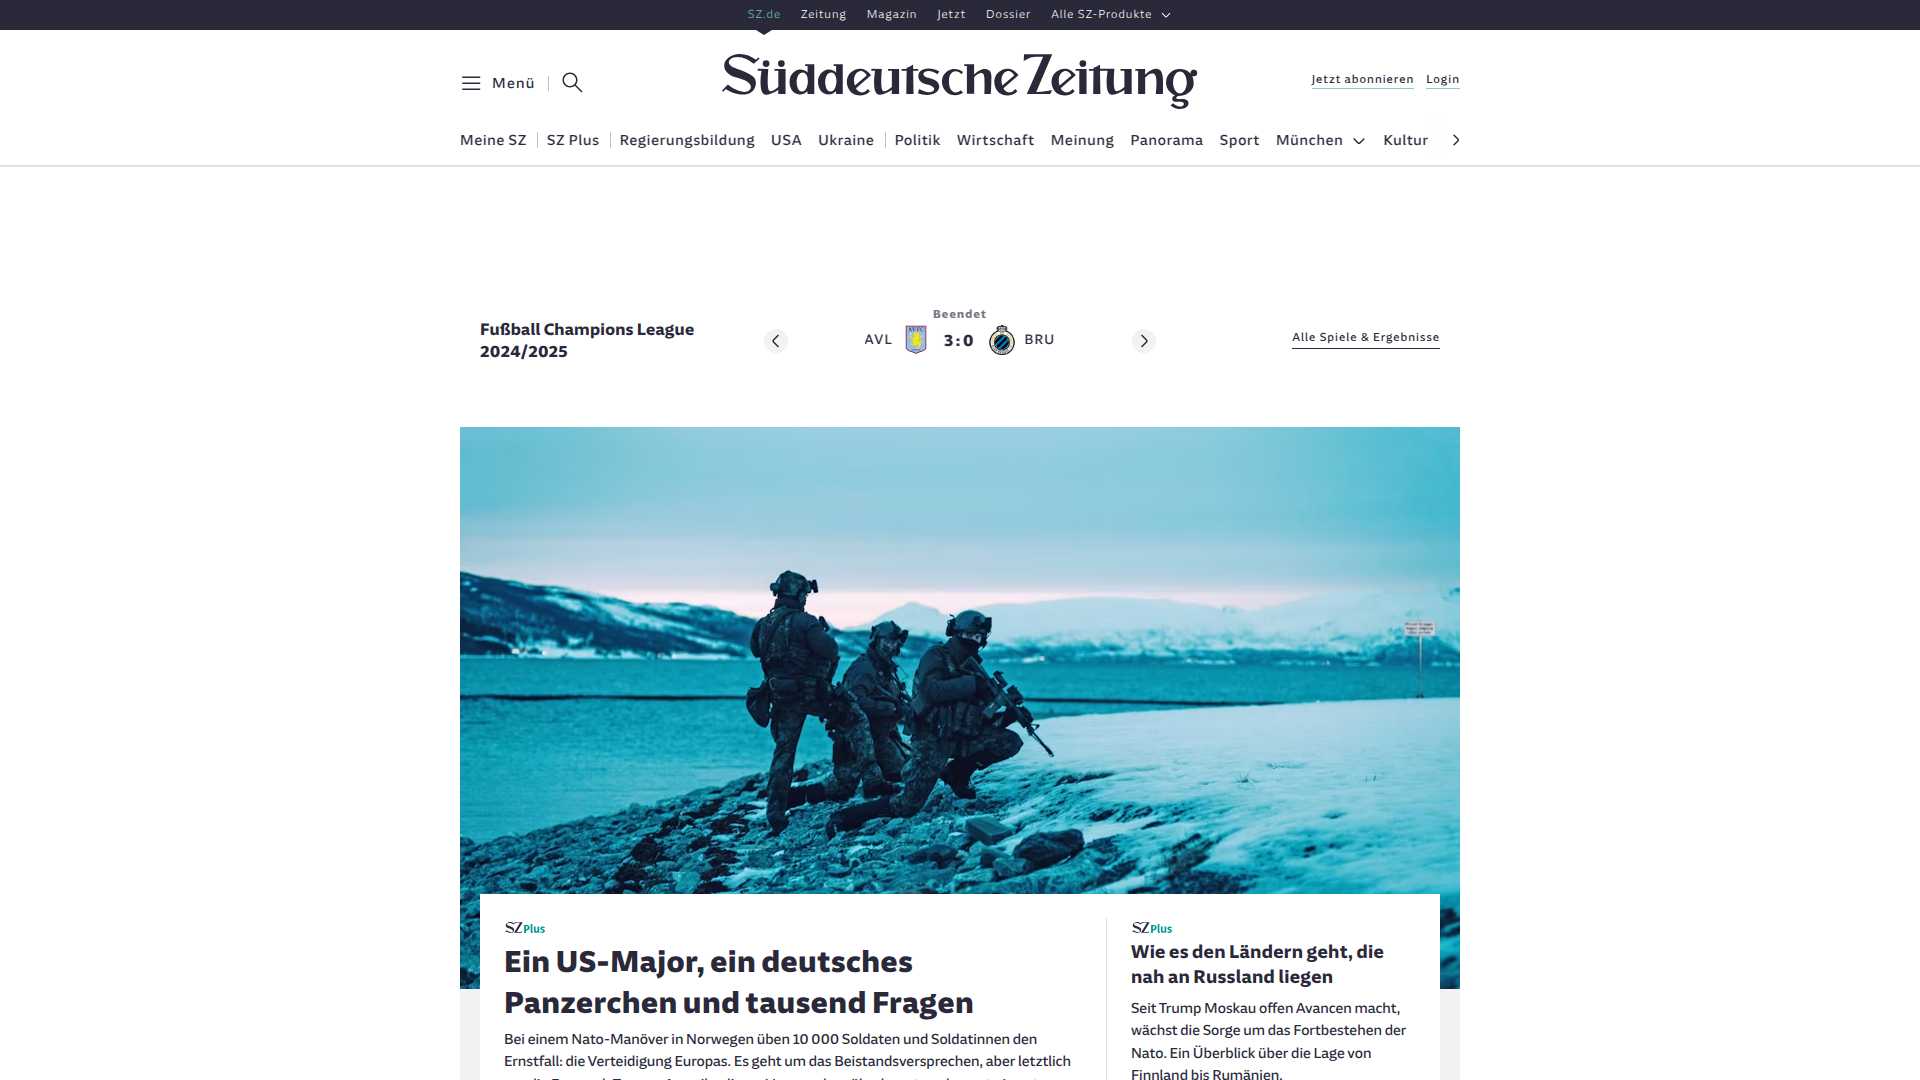 SZ.de Zeitung Magazin Jetzt Dossier Alle SZ-Produkte
Menü
Süddeutsche Zeitung
Jetzt abonnieren Login
Meine SZ SZ Plus Regierungsbildung USA Ukraine Politik Wirtschaft Meinung Panorama Sport München Kultur
Fußball Champions League
2024/2025
Beendet
AVL 3:0 BRU
Alle Spiele & Ergebnisse
SZ Plus
Ein US-Major, ein deutsches
Panzerchen und tausend Fragen
Bei einem Nato-Manöver in Norwegen üben 10 000 Soldaten und Soldatinnen den
Ernstfall: die Verteidigung Europas. Es geht um das Beistandsversprechen, aber letztlich
SZ Plus
Wie es den Ländern geht, die
nah an Russland liegen
Seit Trump Moskau offen Avancen macht,
wächst die Sorge um das Fortbestehen der
Nato. Ein Überblick über die Lage von
Finnland bis Rumänien.